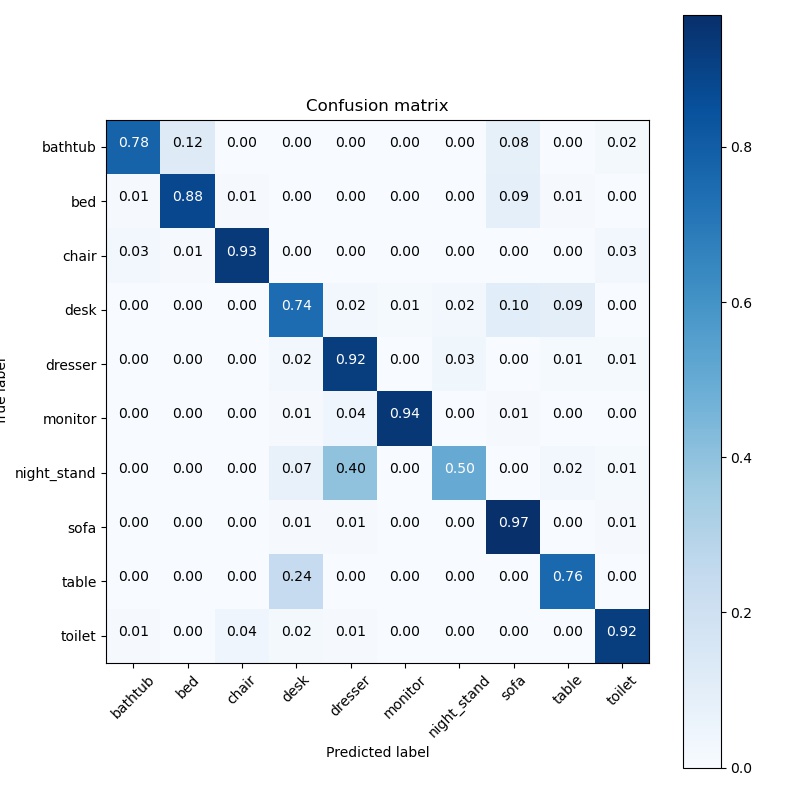 Confusion matrix
bathtub 0.78 0.12 0.00 0.00 0.00 0.00 0.00 0.08 0.00 0.02
bed 0.01 0.88 0.01 0.00 0.00 0.00 0.00 0.09 0.01 0.00
chair 0.03 0.01 0.93 0.00 0.00 0.00 0.00 0.00 0.00 0.03
desk 0.00 0.00 0.00 0.74 0.02 0.01 0.02 0.10 0.09 0.00
dresser 0.00 0.00 0.00 0.02 0.92 0.00 0.03 0.00 0.01 0.01
monitor 0.00 0.00 0.00 0.01 0.04 0.94 0.00 0.01 0.00 0.00
night_stand 0.00 0.00 0.00 0.07 0.40 0.00 0.50 0.00 0.02 0.01
sofa 0.00 0.00 0.00 0.01 0.01 0.00 0.00 0.97 0.00 0.01
table 0.00 0.00 0.00 0.24 0.00 0.00 0.00 0.00 0.76 0.00
toilet 0.01 0.00 0.04 0.02 0.01 0.00 0.00 0.00 0.00 0.92
bathtub bed chair desk dresser monitor night_stand sofa table toilet
Predicted label
0.8
0.6
0.4
0.2
0.0